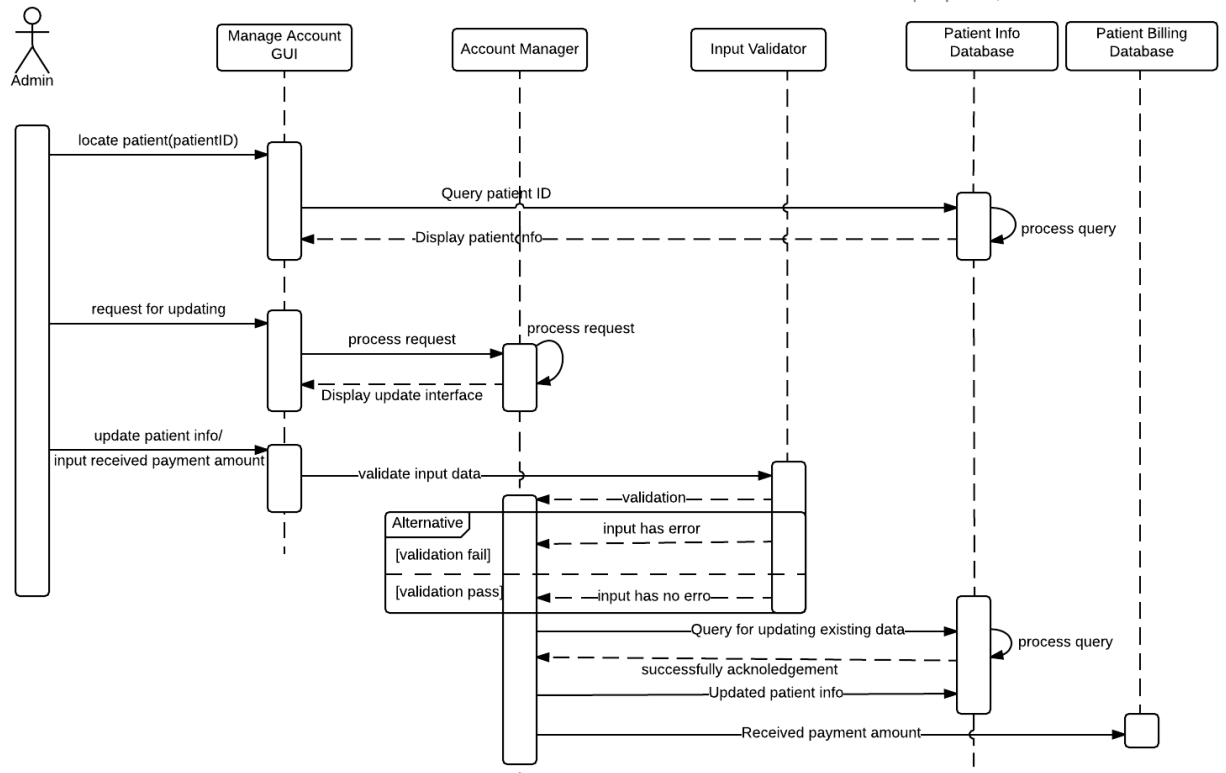 Manage Account
GUI
Account Manager
Input Validator
Patient Info
Database
Patient Billing
Database
Admin
locate patient(patientID)
Query patient ID
process query
Display patient info
request for updating
process request
process request
Display update interface
update patient info/
input received payment amount
validate input data
validation
Alternative
input has error
[validation fail]
[validation pass]
input has no erro
Query for updating existing data
process query
successfully acknoledgement
Updated patient info
Received payment amount